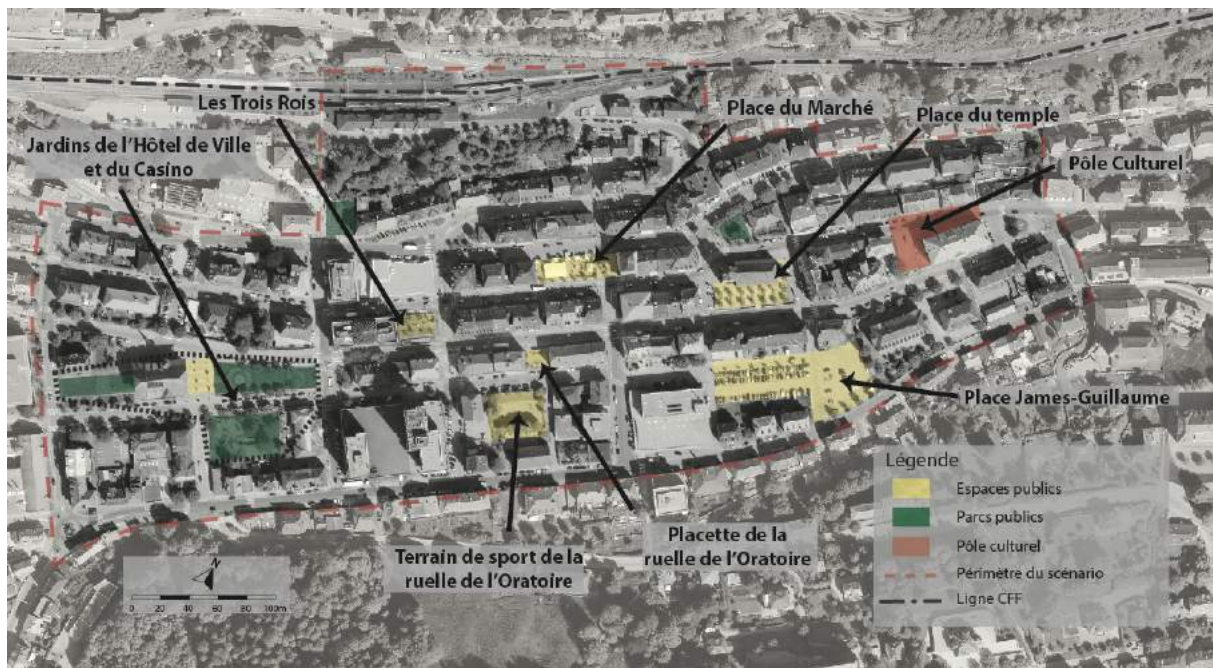 Les Trois Rois
Place du Marché
Place du temple
Jardins de l'Hôtel de Ville
et du Casino
Pôle Culturel
Place James-Guillaume
Légende
Espaces publics
Parcs publics
Pôle culturel
Périmètre du scénario
Ligne CFF
Placette de la
ruelle de l'Oratoire
Terrain de sport de la
ruelle de l'Oratoire
N
0 20 40 60 80 100m